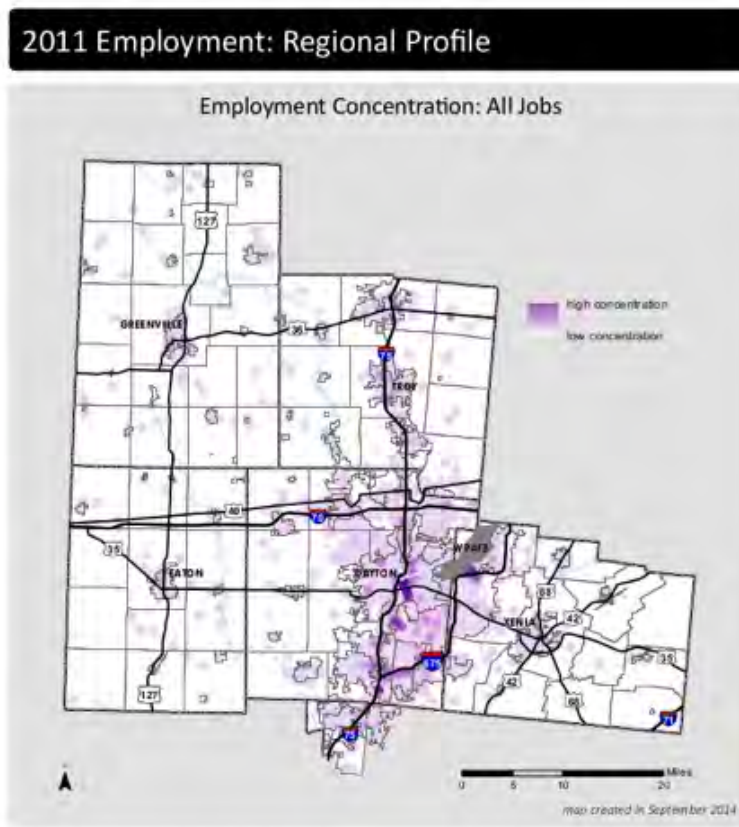 2011 Employment: Regional Profile
Employment Concentration: All Jobs
127
high concentration
low concentration
GREENVILLE
36
75
TROY
40
70
35
EATON
DAYTON
WPAFB
68
42
XENIA
35
675
42
68
127
71
75
Miles
0 5 10 20
map created in September 2014